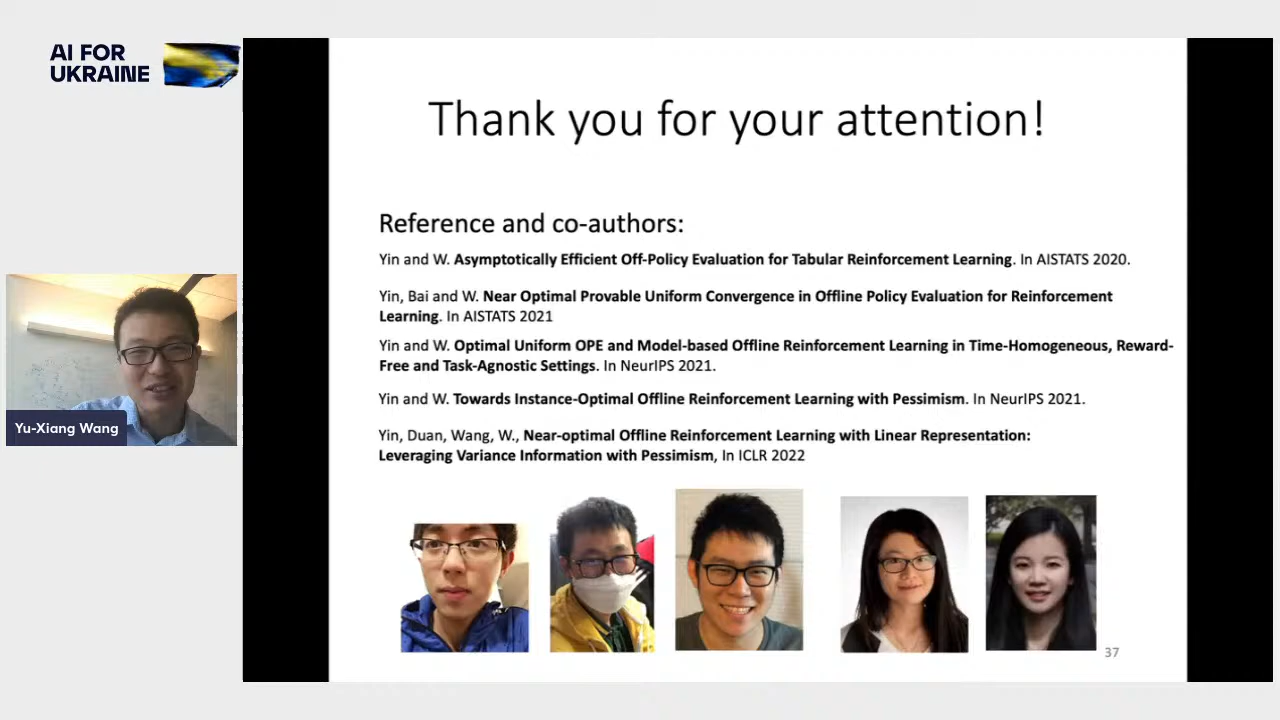 AI FOR
UKRAINE
Thank you for your attention!
Reference and co-authors:
Yin and W. Asymptotically Efficient Off-Policy Evaluation for Tabular Reinforcement Learning. In AISTATS 2020.
Yin, Bai and W. Near Optimal Provable Uniform Convergence in Offline Policy Evaluation for Reinforcement
Learning. In AISTATS 2021
Yin and W. Optimal Uniform OPE and Model-based Offline Reinforcement Learning in Time-Homogeneous, Reward-
Free and Task-Agnostic Settings. In NeurIPS 2021.
Yin and W. Towards Instance-Optimal Offline Reinforcement Learning with Pessimism. In NeurIPS 2021.
Yin, Duan, Wang, W., Near-optimal Offline Reinforcement Learning with Linear Representation:
Leveraging Variance Information with Pessimism, In ICLR 2022
Yu-Xiang Wang
37